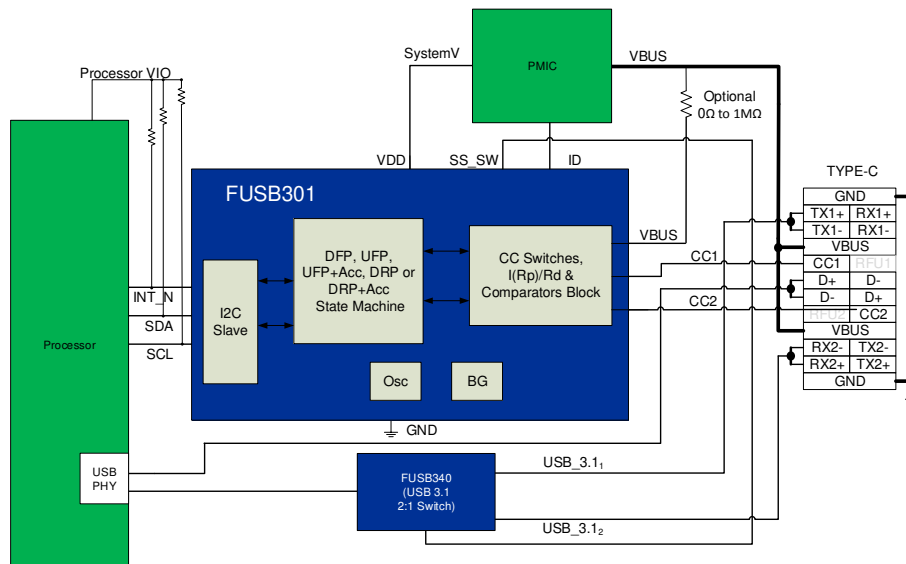 SystemV
PMIC
VBUS
Processor VIO
Optional
0Ω to 1MΩ
VDD
SS_SW
ID
TYPE-C
FUSB301
GND
TX1+ RX1+
TX1- RX1-
VBUS
CC1 RFU1
D+ D-
D- D+
RFU2 CC2
VBUS
RX2- TX2-
RX2+ TX2+
GND
VBUS
CC1
CC2
DFP, UFP,
UFP+Acc, DRP or
DRP+Acc
State Machine
CC Switches,
I(Rp)/Rd &
Comparators Block
I2C
Slave
INT_N
SDA
SCL
Processor
Osc
BG
GND
USB
PHY
FUSB340
(USB 3.1
2:1 Switch)
USB_3.1₁
USB_3.1₂